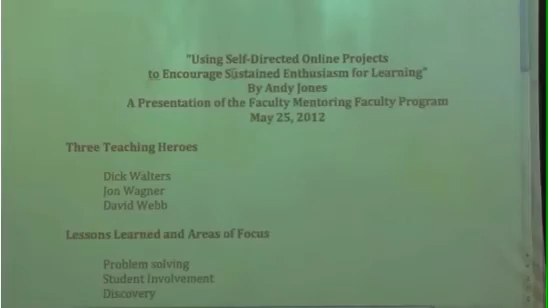 "Using Self-Directed Online Projects
to Encourage Sustained Enthusiasm for Learning"
By Andy Jones
A Presentation of the Faculty Mentoring Faculty Program
May 25, 2012
Three Teaching Heroes
Dick Walters
Jon Wagner
David Webb
Lessons Learned and Areas of Focus
Problem solving
Student Involvement
Discovery